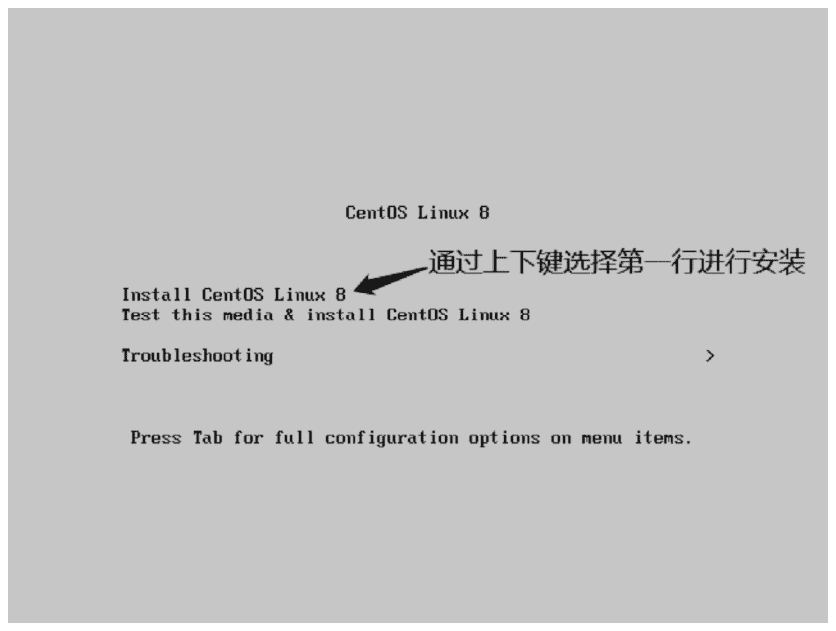 CentOS Linux 8
通过上下键选择第一行进行安装
Install CentOS Linux 8
Test this media & install CentOS Linux 8
Troubleshooting >
Press Tab for full configuration options on menu items.